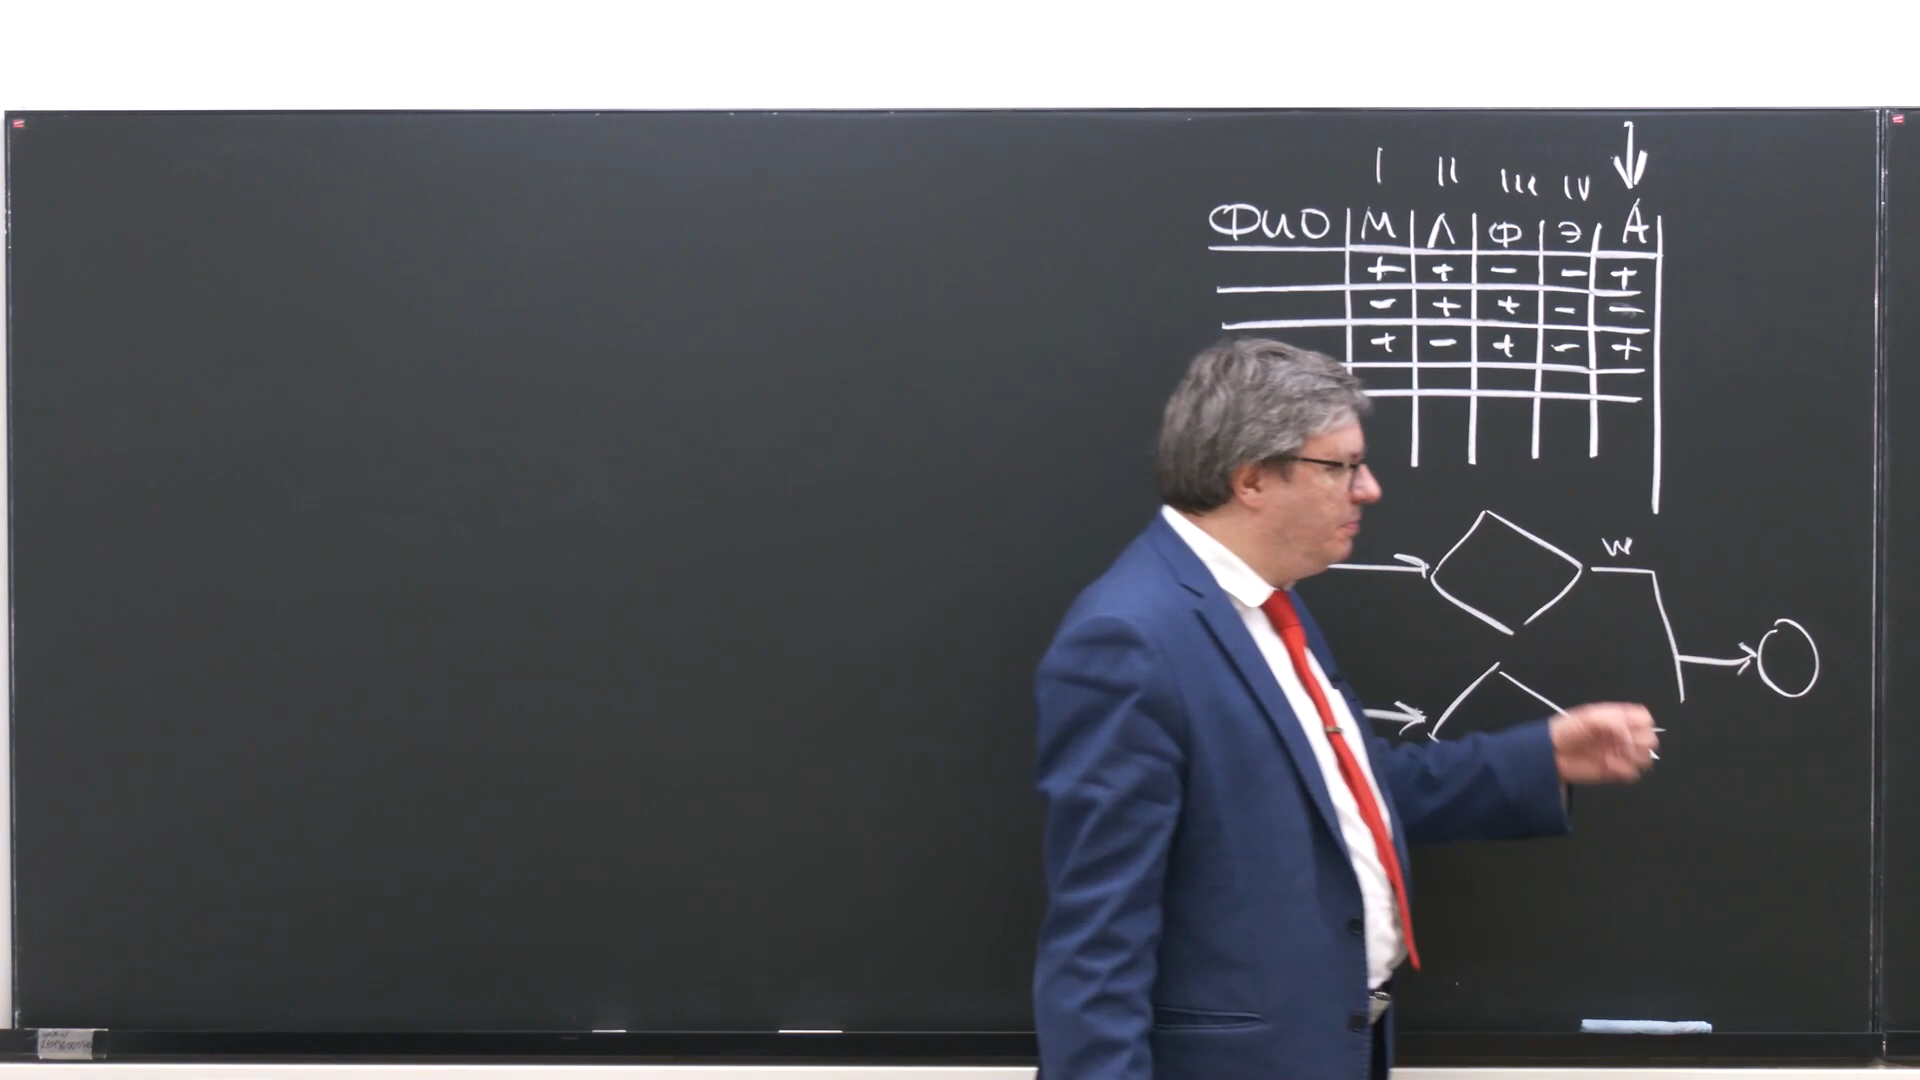 I II III IV
ФИО М Л Ф Э А
+ + - - +
- + + - -
+ - + - +
w